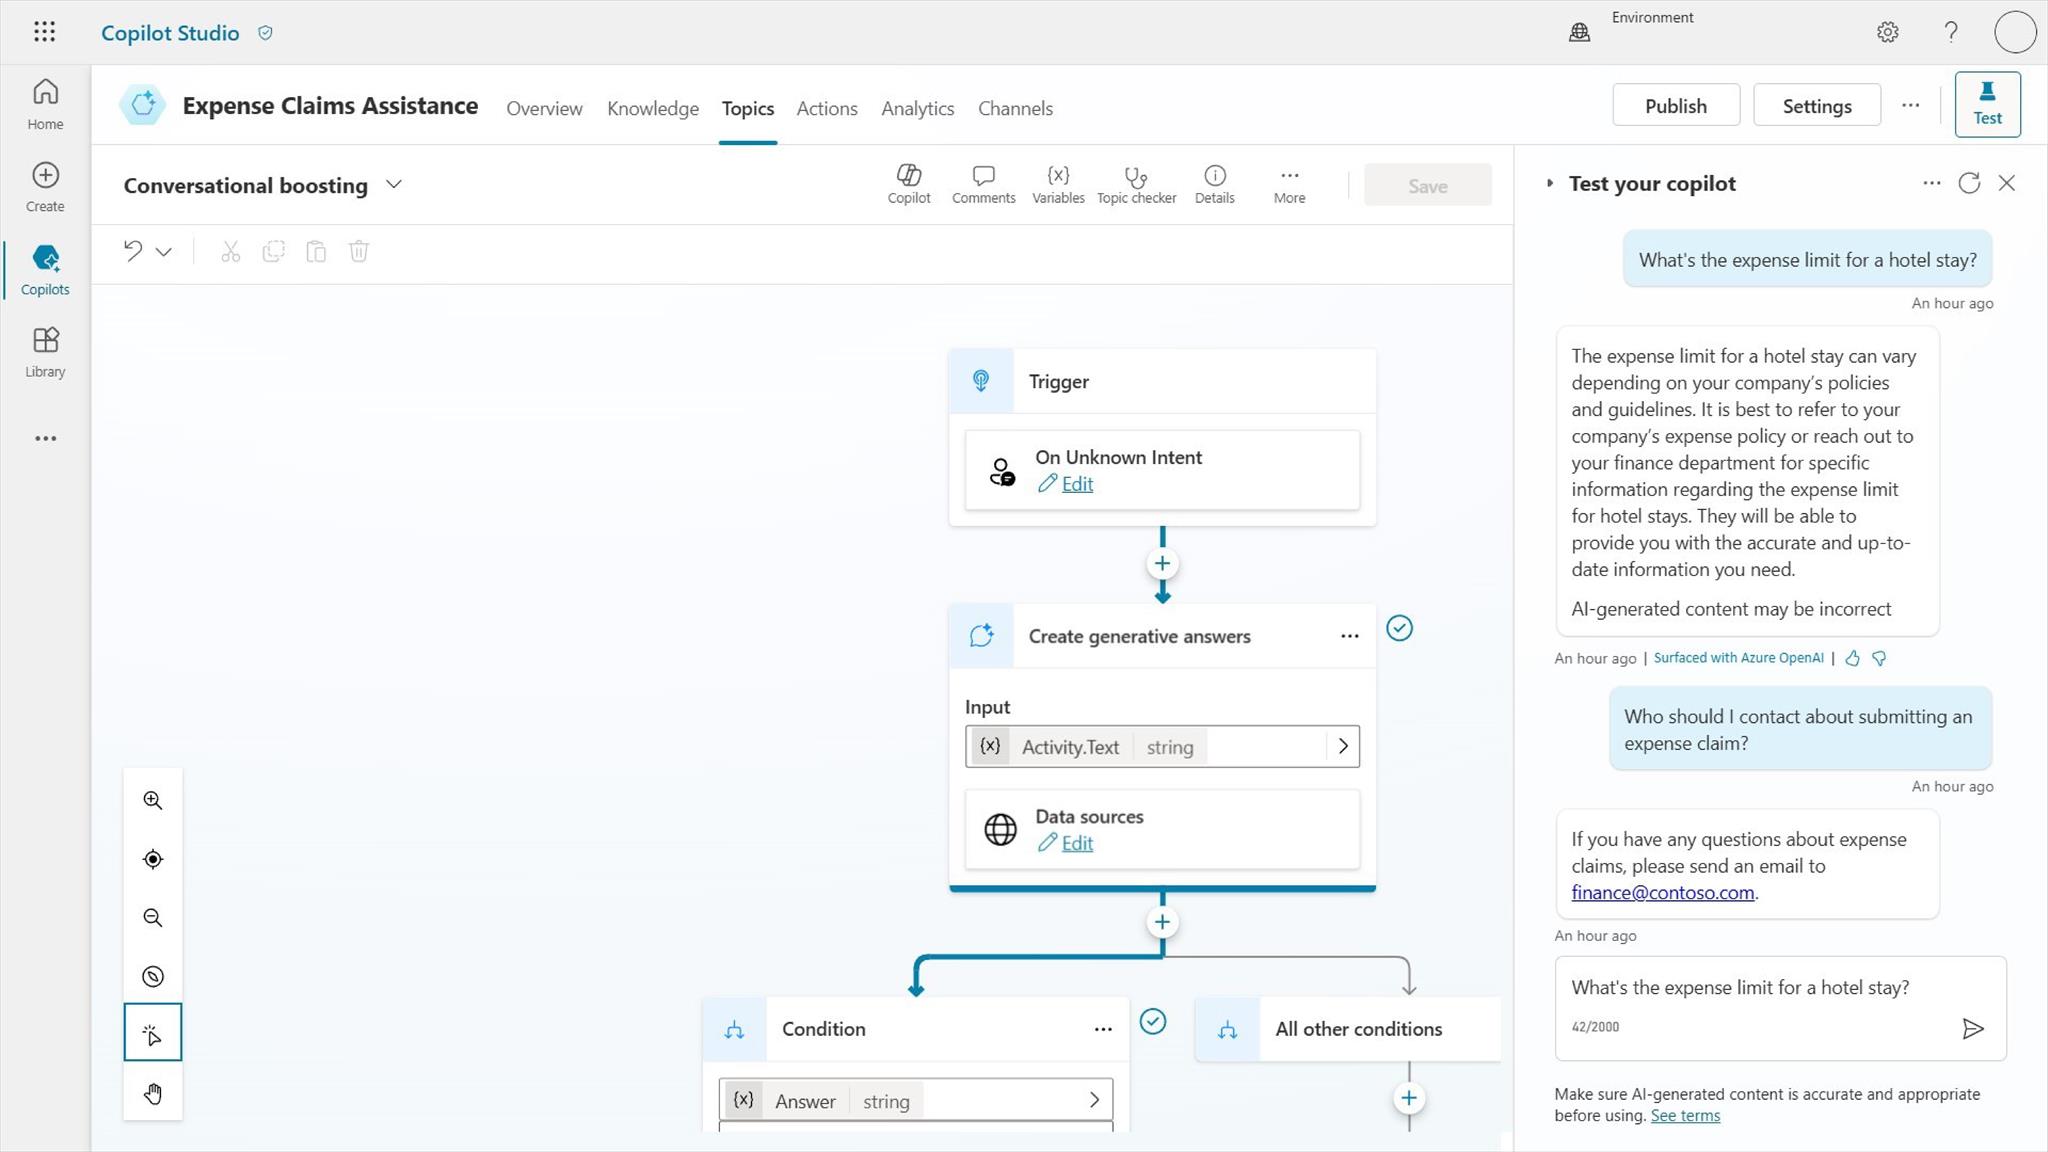 Copilot Studio
Environment
Home
Create
Copilots
Library
Expense Claims Assistance
Overview
Knowledge
Topics
Actions
Analytics
Channels
Publish
Settings
Test
Conversational boosting
Copilot
Comments
Variables
Topic checker
Details
More
Save
Trigger
On Unknown Intent
Edit
Create generative answers
Input
{x} Activity.Text string
Data sources
Edit
Condition
{x} Answer string
All other conditions
Test your copilot
What's the expense limit for a hotel stay?
An hour ago
The expense limit for a hotel stay can vary
depending on your company’s policies
and guidelines. It is best to refer to your
company’s expense policy or reach out to
your finance department for specific
information regarding the expense limit
for hotel stays. They will be able to
provide you with the accurate and up-to-
date information you need.
AI-generated content may be incorrect
An hour ago | Surfaced with Azure OpenAI |
Who should I contact about submitting an
expense claim?
An hour ago
If you have any questions about expense
claims, please send an email to
finance@contoso.com.
An hour ago
What's the expense limit for a hotel stay?
42/2000
Make sure AI-generated content is accurate and appropriate
before using. See terms